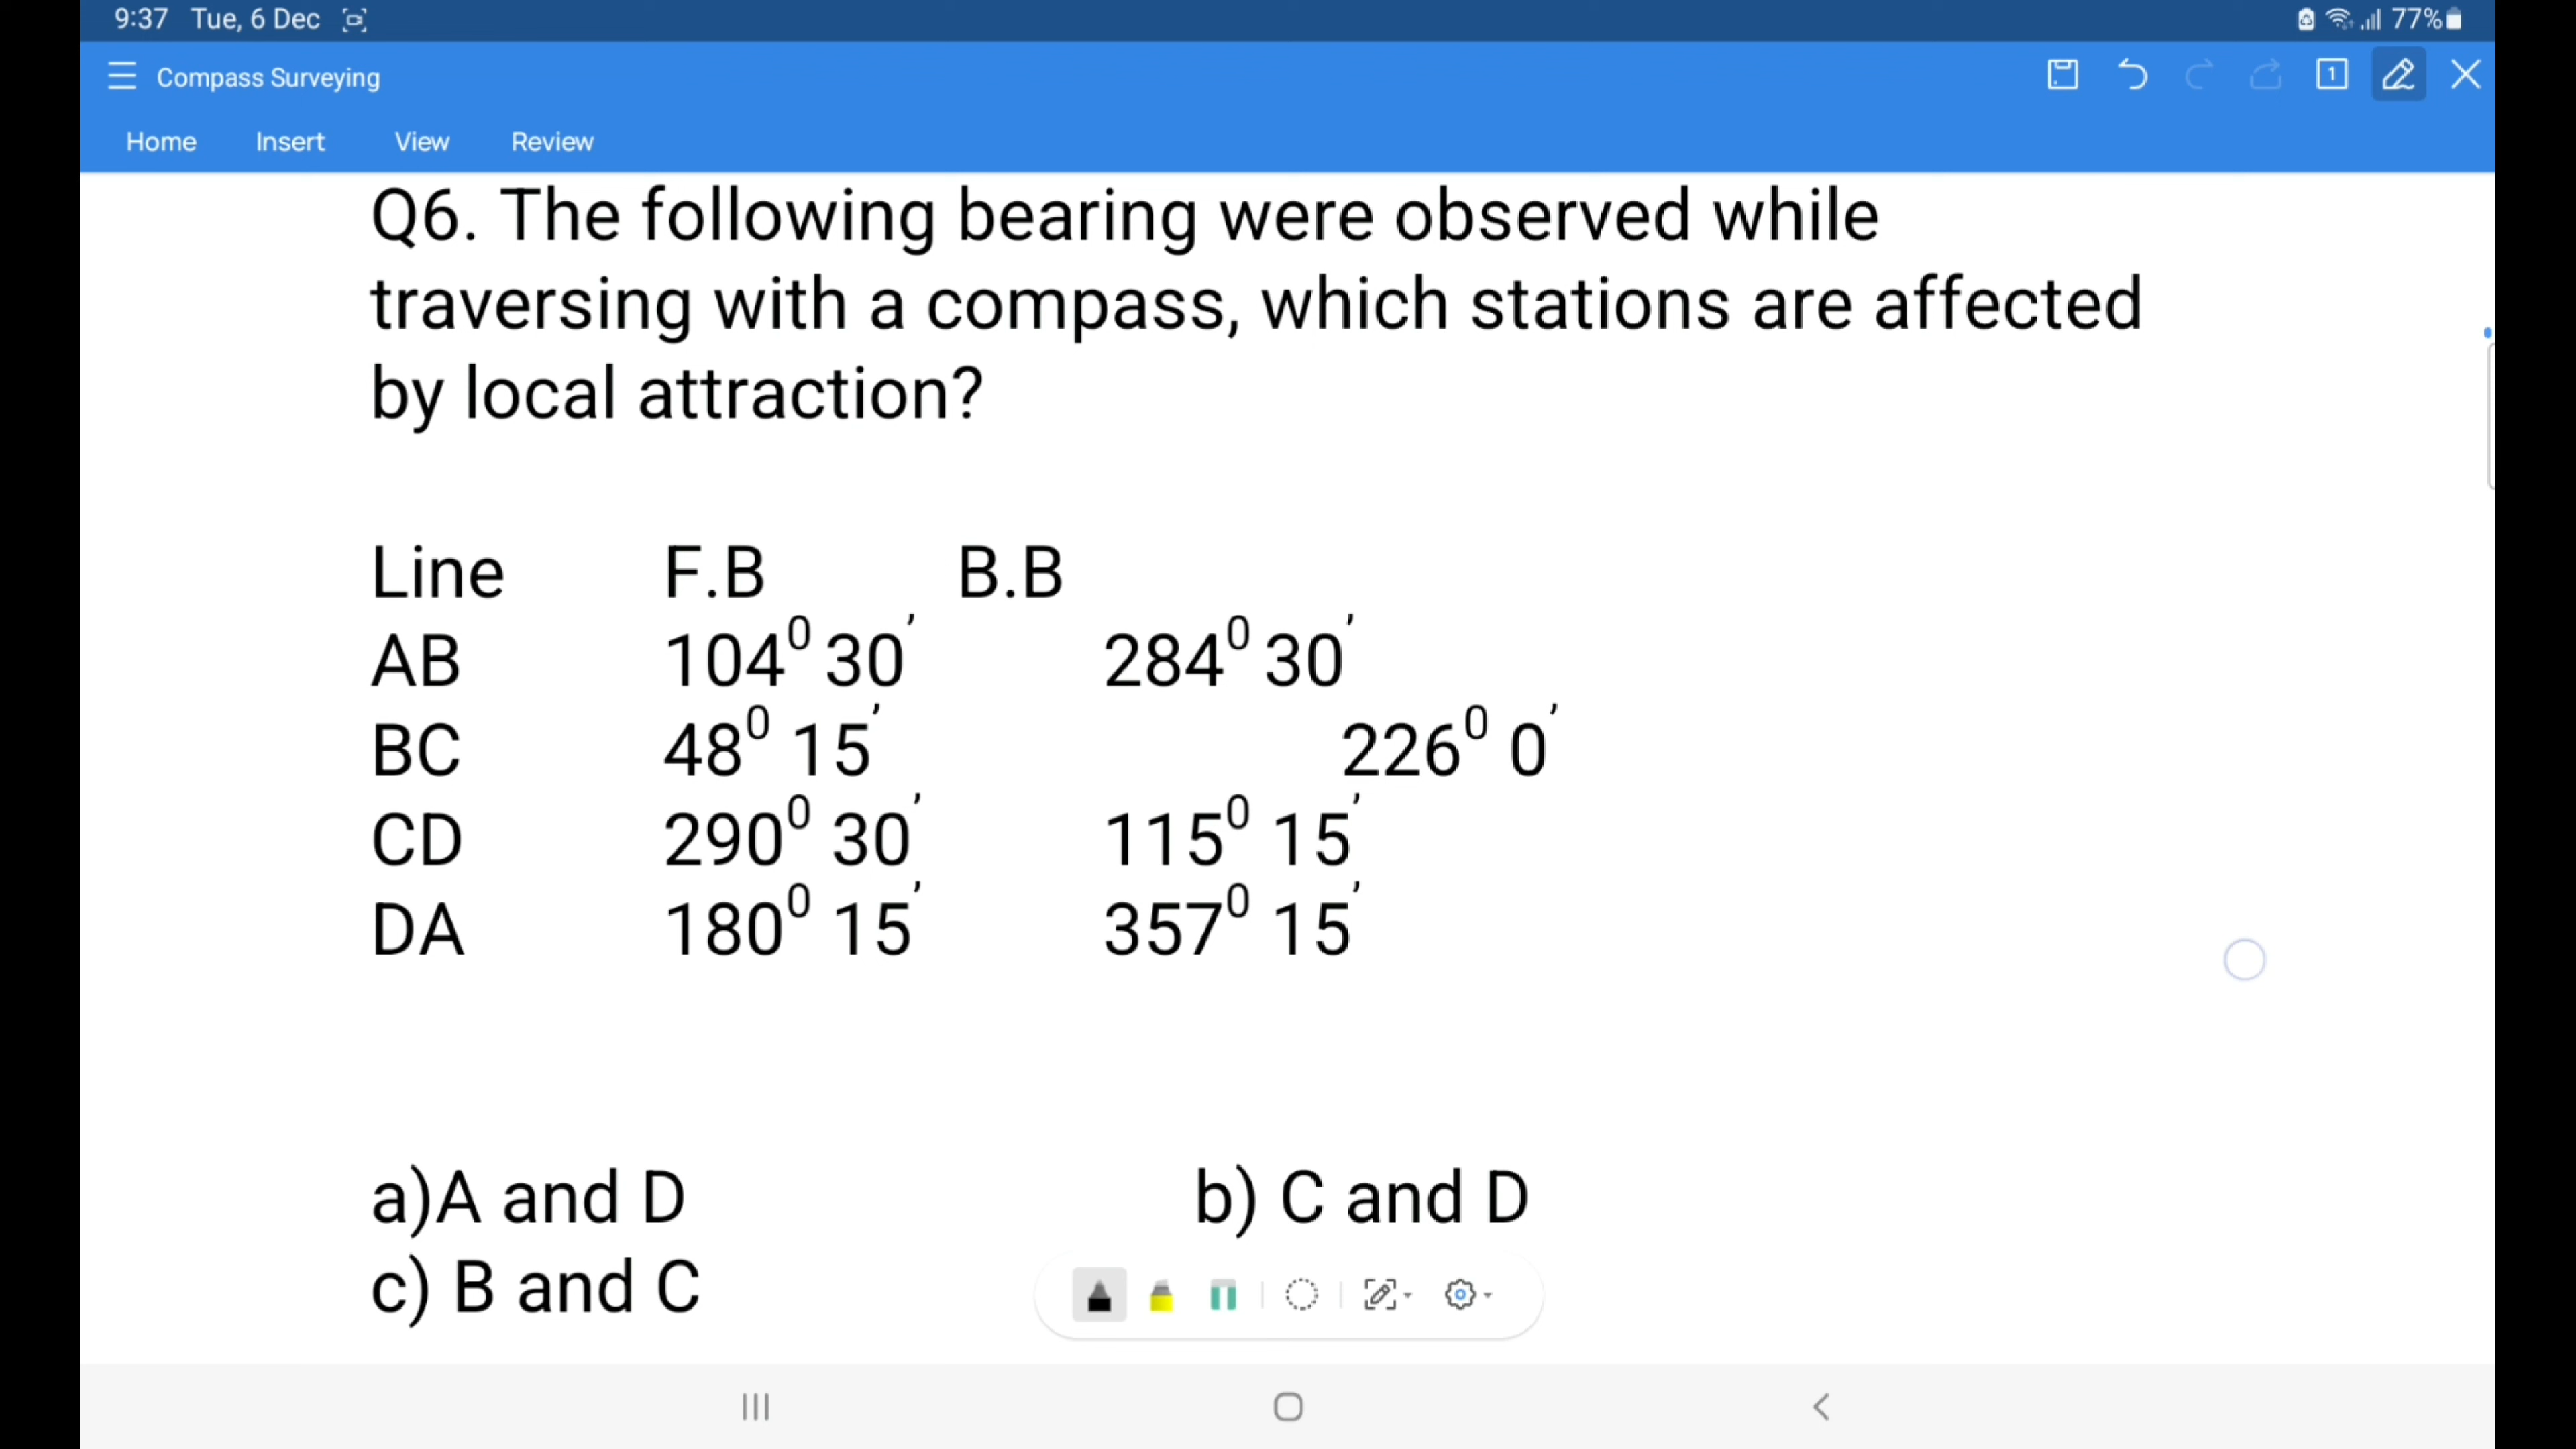 9:37 Tue, 6 Dec 77%
Compass Surveying 1
Home Insert View Review
Q6. The following bearing were observed while
traversing with a compass, which stations are affected
by local attraction?
Line F.B B.B
AB 104⁰ 30’ 284⁰ 30’
BC 48⁰ 15’ 226⁰ 0’
CD 290⁰ 30’ 115⁰ 15’
DA 180⁰ 15’ 357⁰ 15’
a)A and D b) C and D
c) B and C